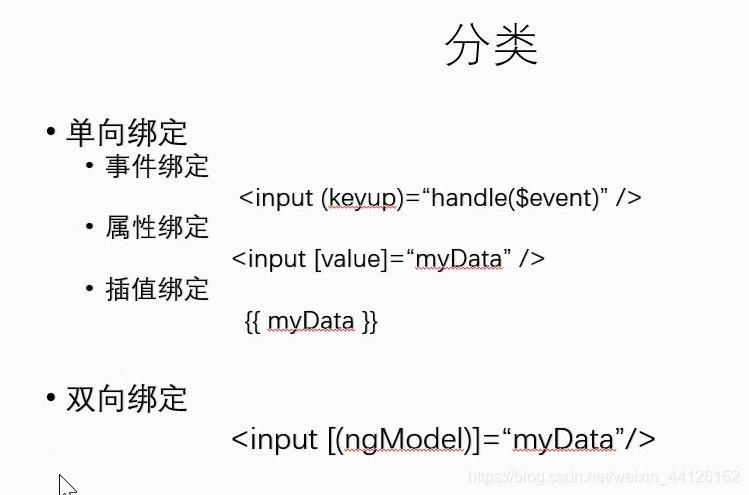 分类
• 单向绑定
• 事件绑定
<input (keyup)=“handle($event)” />
• 属性绑定
<input [value]=“myData” />
• 插值绑定
{{ myData }}
• 双向绑定
<input [(ngModel)]=“myData”/>
https://blog.csdn.net/weixin_44126152